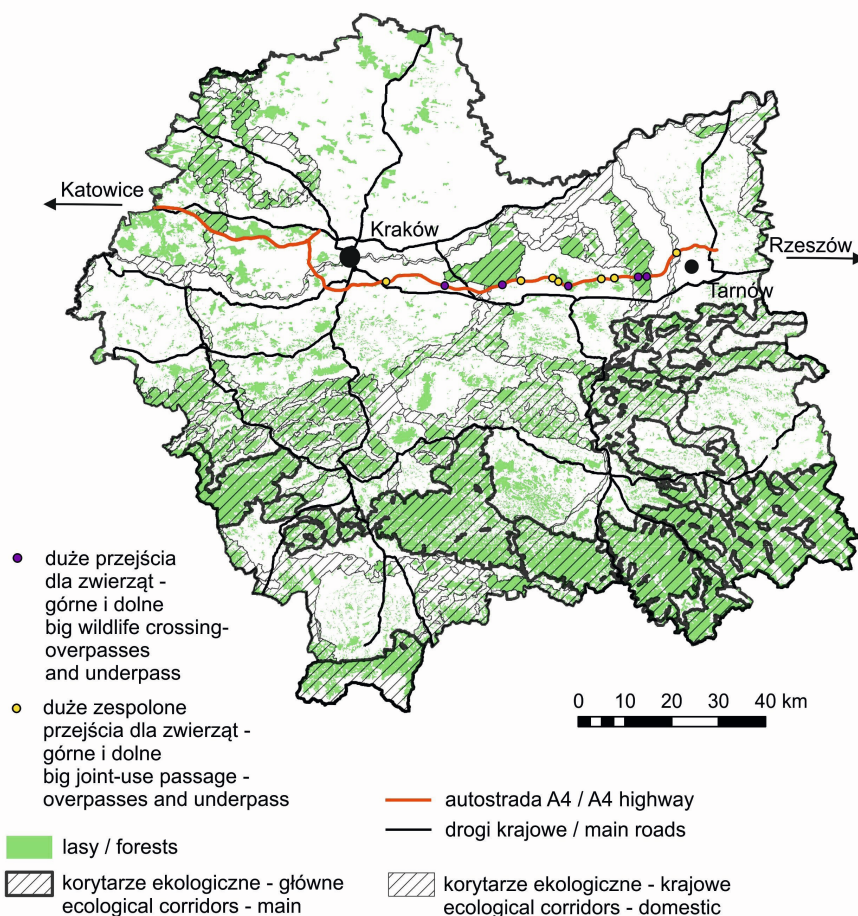 Katowice
Kraków
Rzeszów
Tarnów
duże przejścia
dla zwierząt -
górne i dolne
big wildlife crossing-
overpasses
and underpass
duże zespolone
przejścia dla zwierząt -
górne i dolne
big joint-use passage -
overpasses and underpass
0 10 20 30 40 km
autostrada A4 / A4 highway
drogi krajowe / main roads
lasy / forests
korytarze ekologiczne - główne
ecological corridors - main
korytarze ekologiczne - krajowe
ecological corridors - domestic